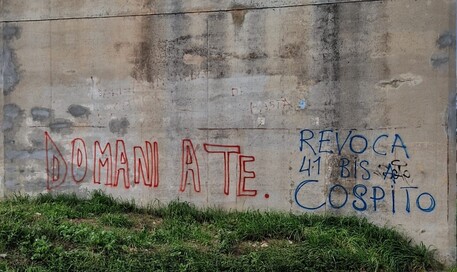 DOMANI A TE.
REVOCA
41 BIS A
COSPITO